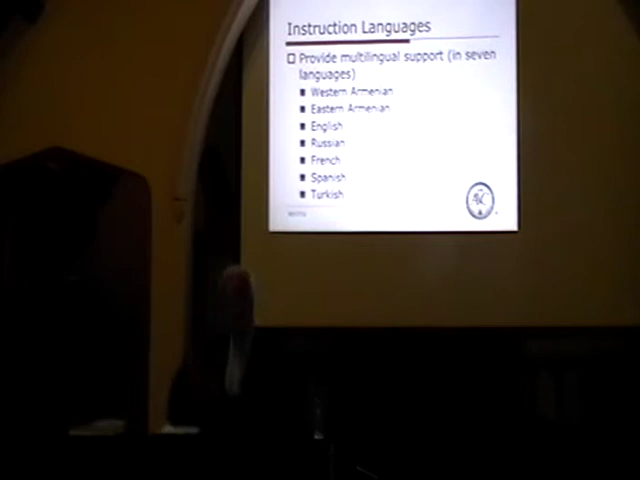 Instruction Languages
Provide multilingual support (in seven
languages)
Western Armenian
Eastern Armenian
English
Russian
French
Spanish
Turkish